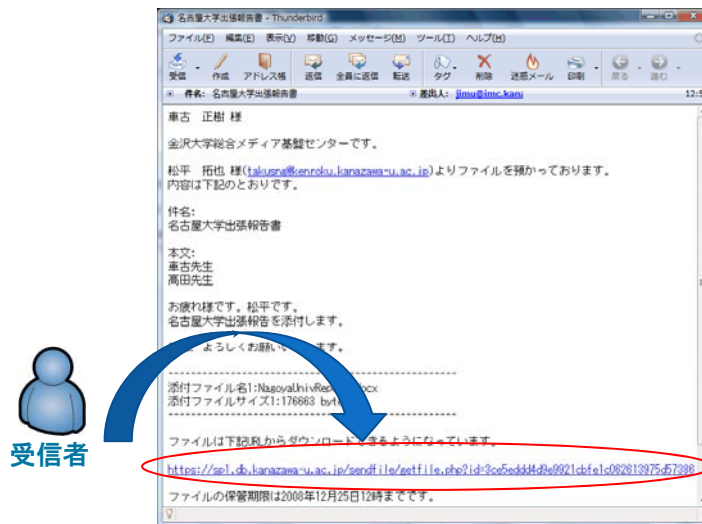 名古屋大学出張報告書 - Thunderbird
ファイル(F) 編集(E) 表示(V) 移動(G) メッセージ(M) ツール(T) ヘルプ(H)
受信 作成 アドレス帳 返信 全員に返信 転送 タグ 削除 迷惑メール 印刷 戻る 進む
件名: 名古屋大学出張報告書 差出人: jimu@imc.kana
車古 正樹 様
金沢大学総合メディア基盤センターです。
松平 拓也 様(takusna@kenroku.kanazawa-u.ac.jp)よりファイルを預かっております。
内容は下記のとおりです。
件名:
名古屋大学出張報告書
本文:
車古先生
高田先生
お疲れ様です。松平です。
名古屋大学出張報告を添付します。
よろしくお願い ます。
添付ファイル名1:NagoyaUnivRep docx
添付ファイルサイズ1:176663 byt
ファイルは下記URLからダウンロードできるようになっています。
受信者
https://sp1.db.kanazawa-u.ac.jp/sendfile/getfile.php?id=3ce5eddd4d9e9921cbfe1c062813975d57386
ファイルの保管期限は2008年12月25日12時までです。